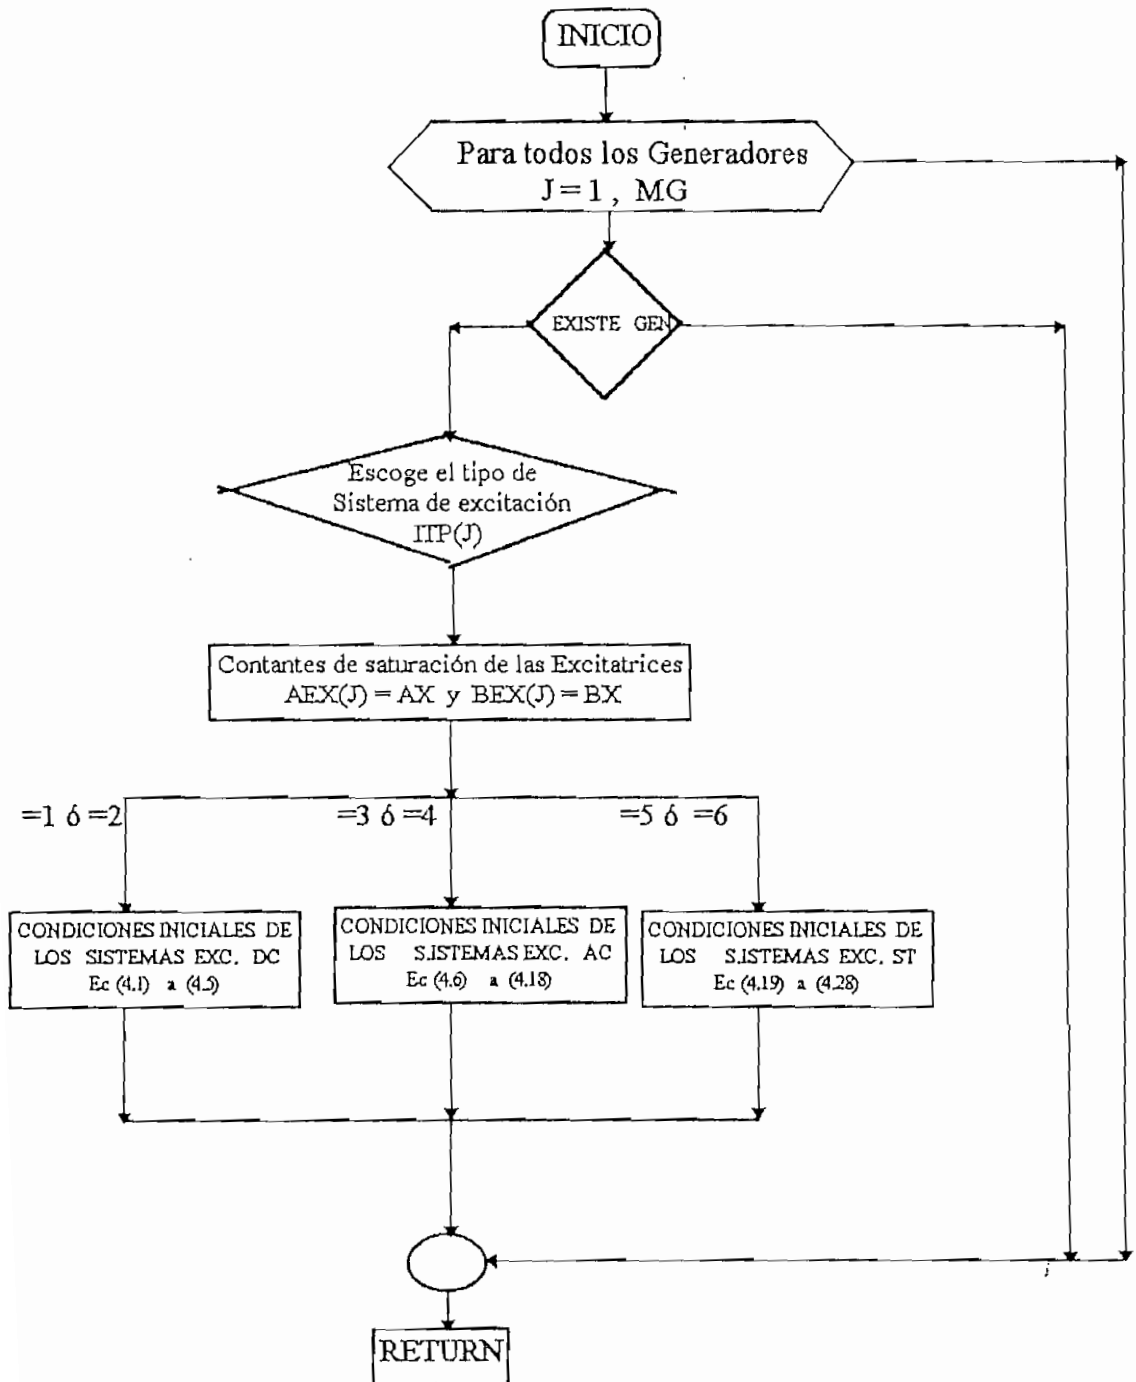 INICIO
Para todos los Generadores
J=1 , MG
EXISTE GEN
Escoge el tipo de
Sistema de excitación
ITP(J)
Contantes de saturación de las Excitatrices
AEX(J) = AX y BEX(J) = BX
=1 ó =2
=3 ó =4
=5 ó =6
CONDICIONES INICIALES DE
LOS SISTEMAS EXC. DC
Ec (4.1) a (4.5)
CONDICIONES INICIALES DE
LOS S.ISTEMAS EXC. AC
Ec (4.6) a (4.18)
CONDICIONES INICIALES DE
LOS S.ISTEMAS EXC. ST
Ec (4.19) a (4.28)
RETURN